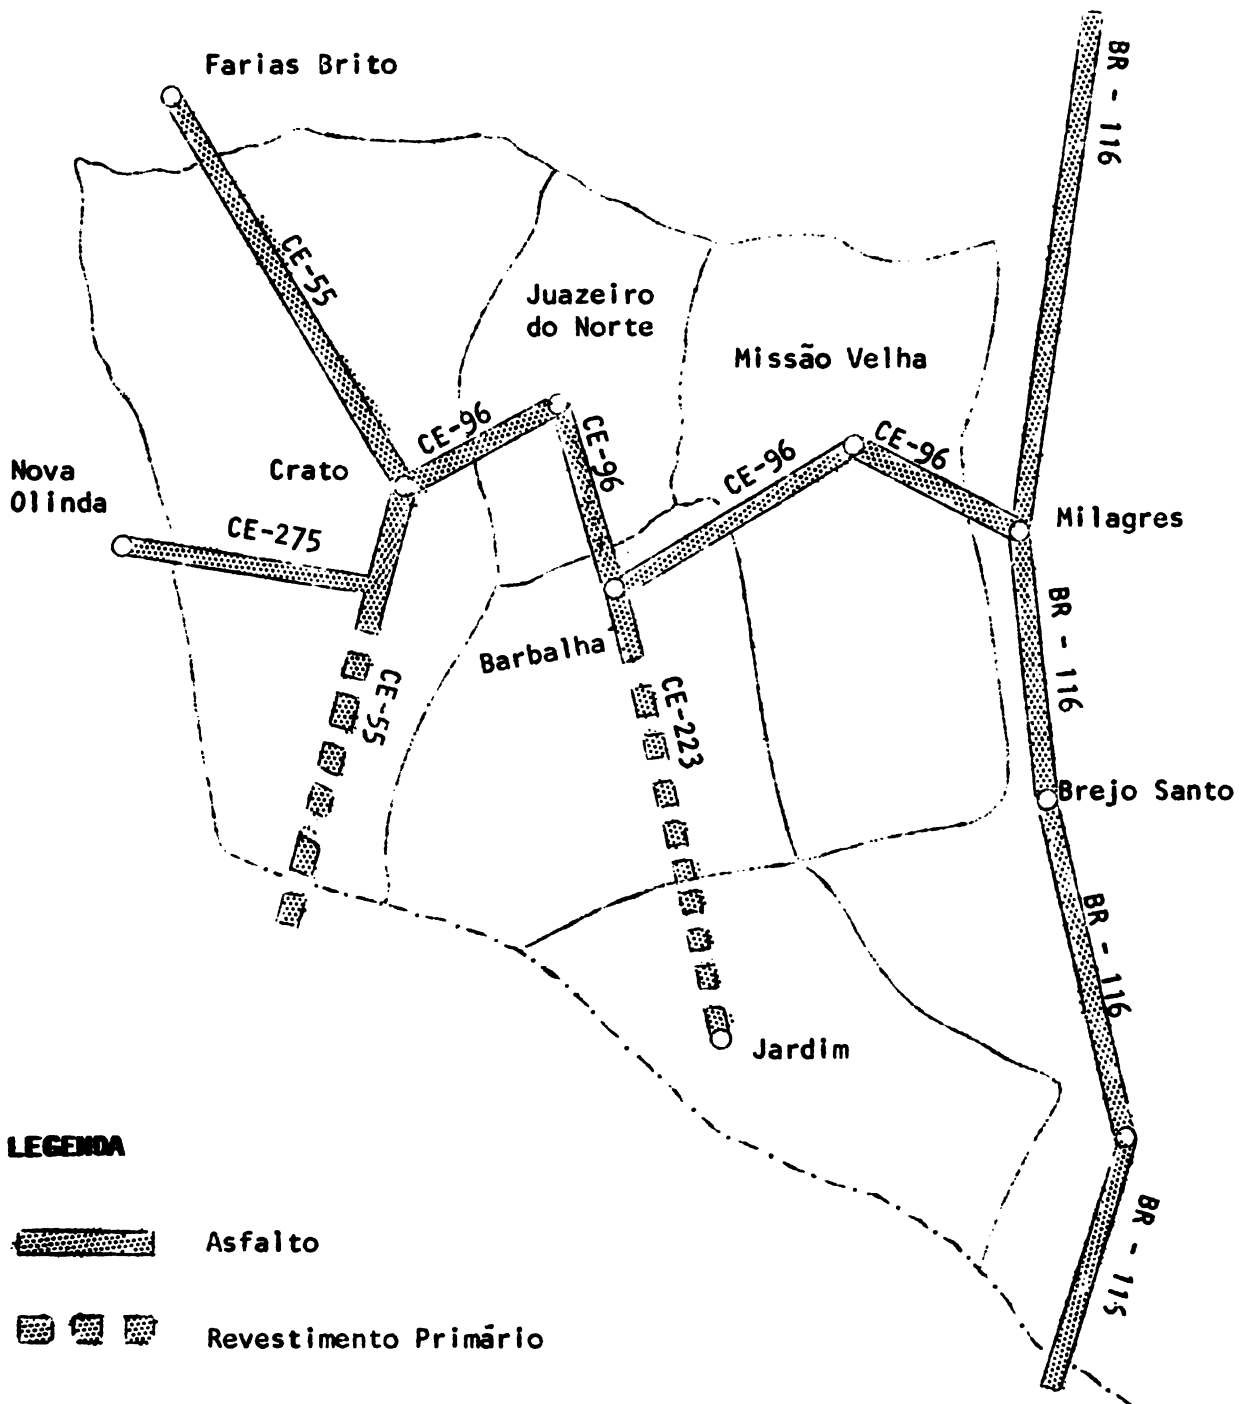 Farias Brito
BR - 116
CE-55
Juazeiro
do Norte
Missão Velha
CE-96
CE-96
CE-96
CE-96
Nova
Olinda
Crato
CE-275
Milagres
BR - 116
Barbalha
CE-55
CE-223
Brejo Santo
BR - 116
Jardim
LEGENDA
BR - 115
Asfalto
Revestimento Primário